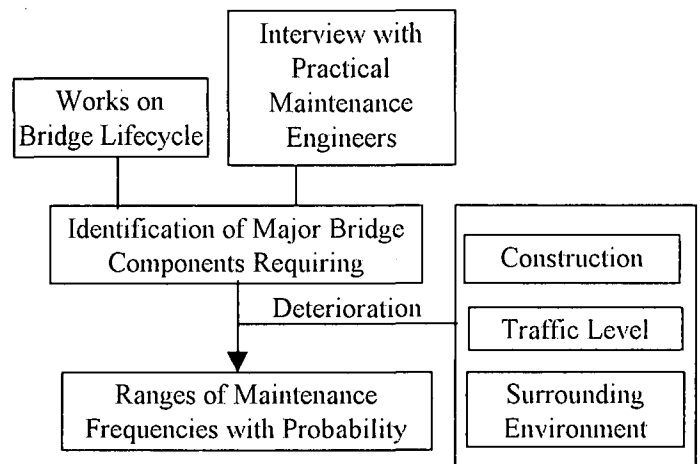 Works on
Bridge Lifecycle
Interview with
Practical
Maintenance
Engineers
Identification of Major Bridge
Components Requiring
Deterioration
Construction
Traffic Level
Surrounding
Environment
Ranges of Maintenance
Frequencies with Probability